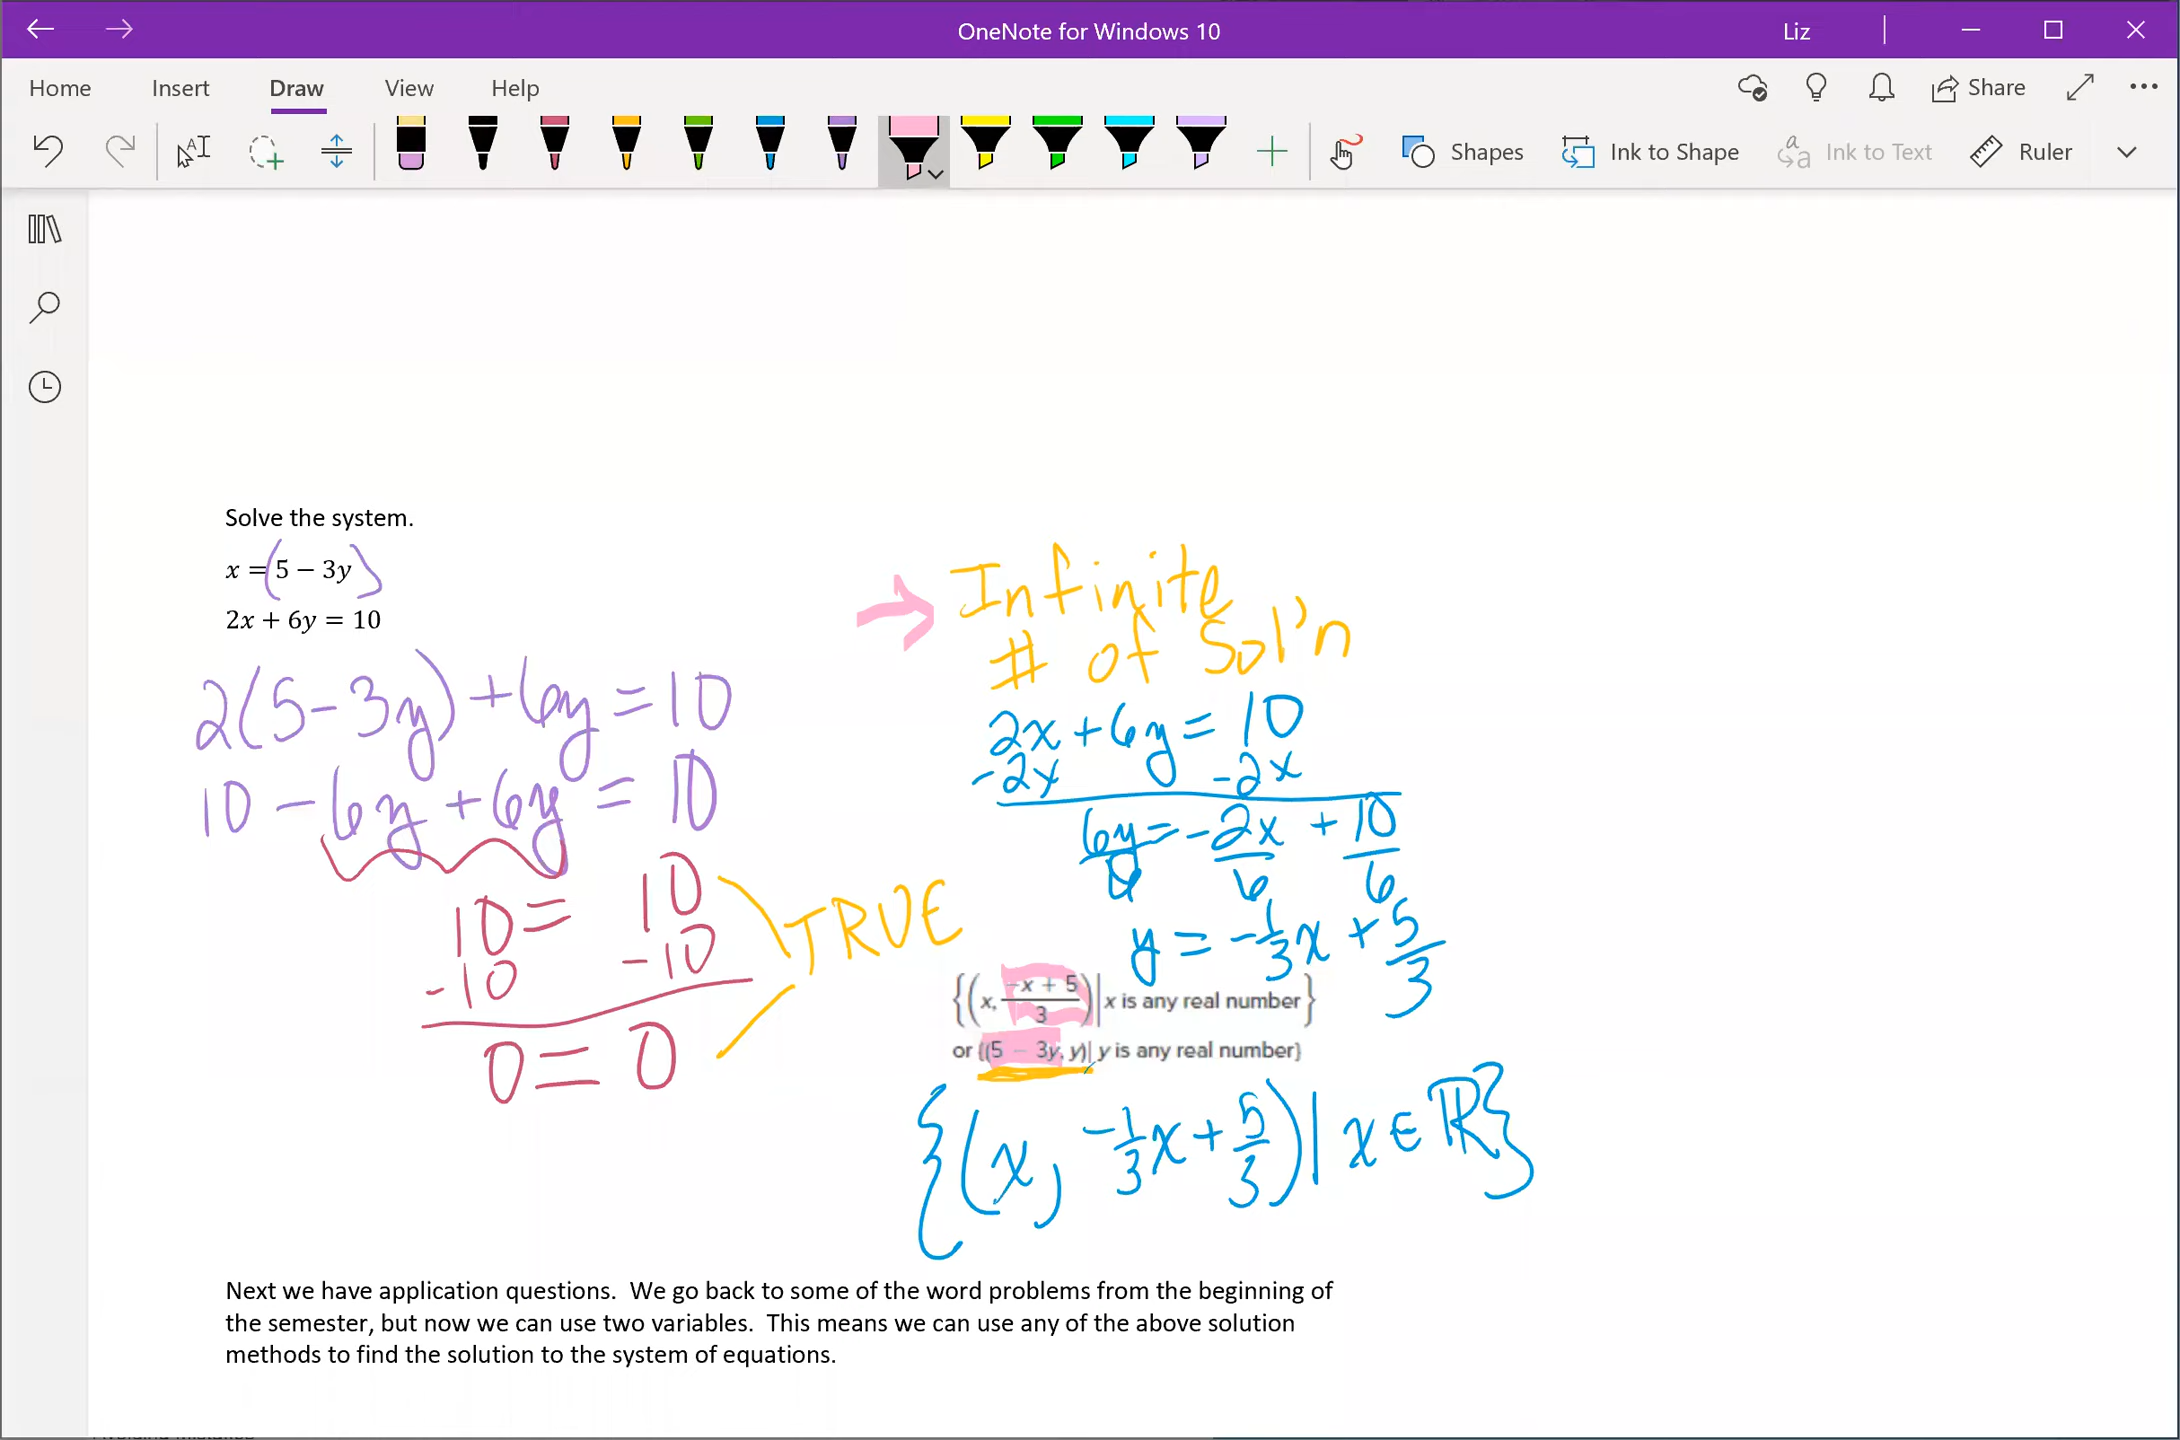 OneNote for Windows 10
Liz
Home Insert Draw View Help
Share
Shapes Ink to Shape Ink to Text Ruler
Solve the system.
x = (5 − 3y)
2x + 6y = 10
2(5-3y)+6y=10
10 - 6y + 6y = 10
10 = 10
-10 -10
0 = 0
TRUE
Infinite
# of Sol'n
2x + 6y = 10
-2x -2x
6y/6 = -2x/6 + 10/6
y = -1/3x + 5/3
{(x, (−x + 5)/3)| x is any real number}
or {(5 − 3y, y)| y is any real number}
{(x, -1/3x + 5/3) | x ∈ ℝ}
Next we have application questions. We go back to some of the word problems from the beginning of
the semester, but now we can use two variables. This means we can use any of the above solution
methods to find the solution to the system of equations.